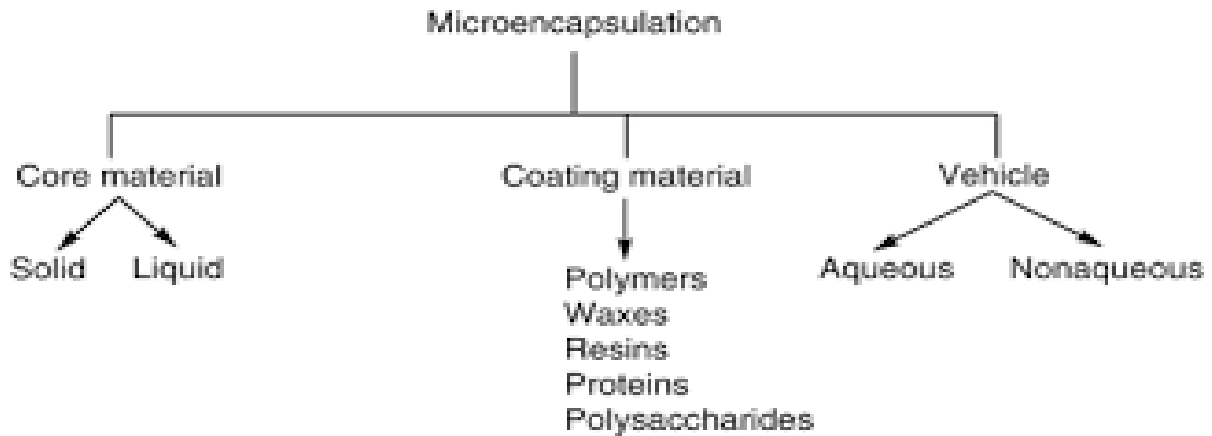 Microencapsulation
Core material
Coating material
Vehicle
Solid
Liquid
Aqueous
Nonaqueous
Polymers
Waxes
Resins
Proteins
Polysaccharides